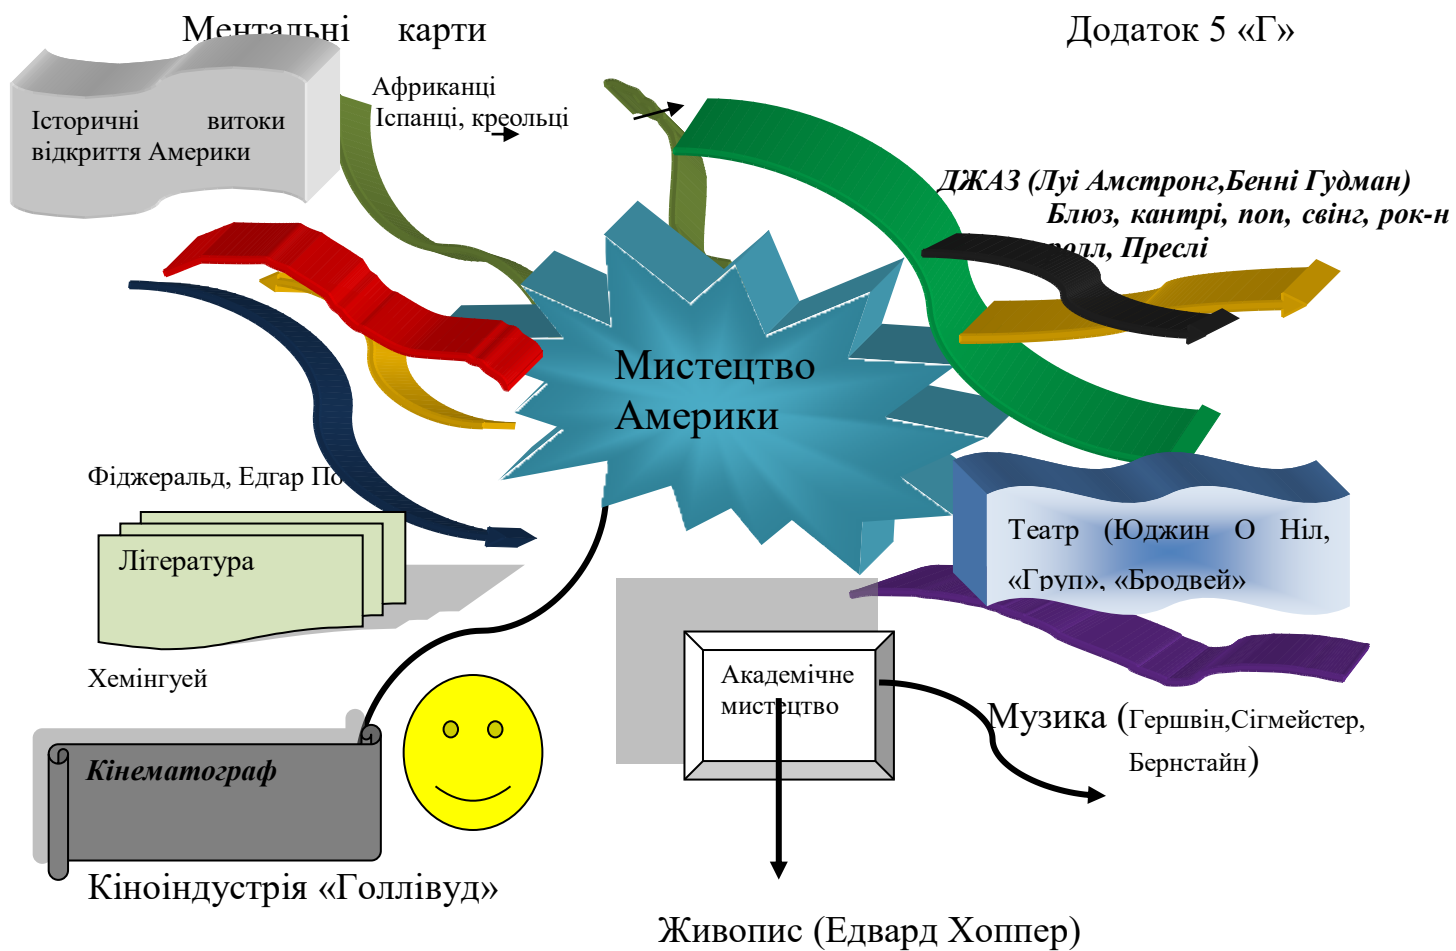 Ментальні карти
Додаток 5 «Г»
Історичні витоки
відкриття Америки
Африканці
Іспанці, креольці
ДЖАЗ (Луі Амстронг,Бенні Гудман)
Блюз, кантрі, поп, свінг, рок-н
ролл, Преслі
Мистецтво
Америки
Фіджеральд, Едгар По
Література
Хемінгуей
Театр (Юджин О Ніл,
«Груп», «Бродвей»
Академічне
мистецтво
Музика (Гершвін,Сігмейстер,
Бернстайн)
Кінематограф
Кіноіндустрія «Голлівуд»
Живопис (Едвард Хоппер)